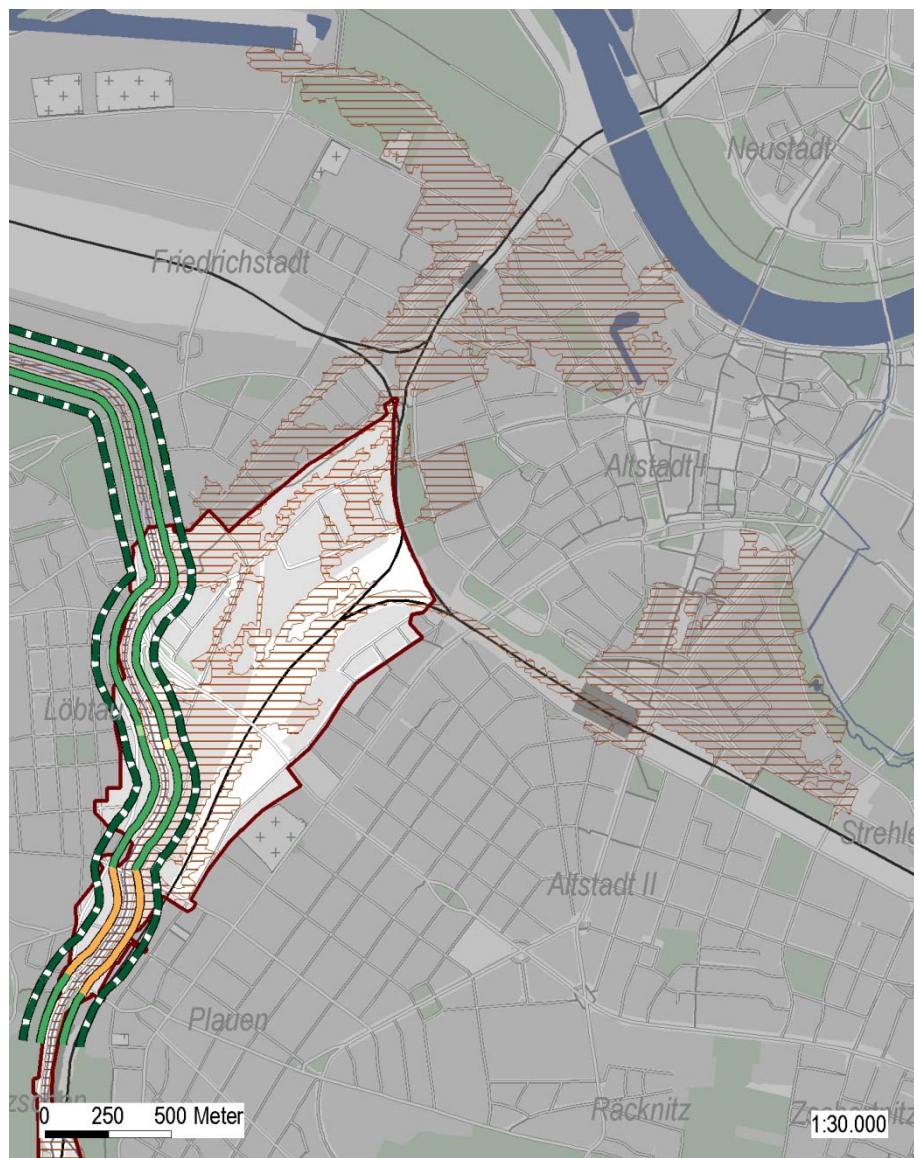 Neustadt
Friedrichstadt
Altstadt I
Löbtau
Strehle
Altstadt II
Plauen
Räcknitz
0 250 500 Meter
1:30.000